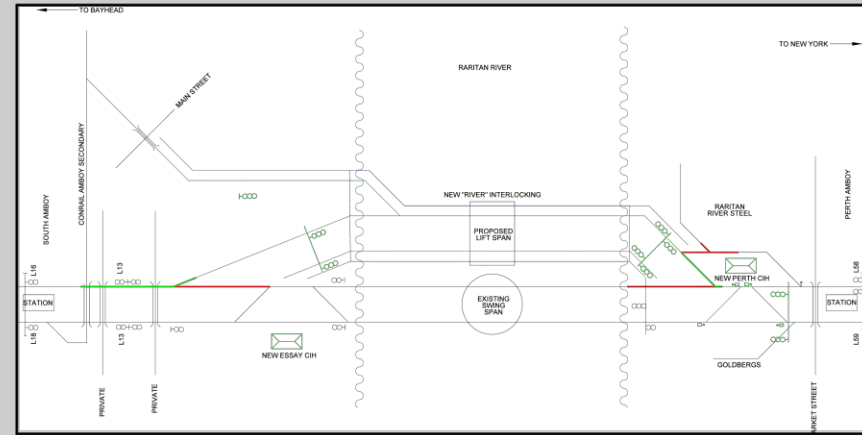 TO BAYHEAD
TO NEW YORK
RARITAN RIVER
MAIN STREET
CONRAIL AMBOY SECONDARY
SOUTH AMBOY
PERTH AMBOY
NEW "RIVER" INTERLOCKING
RARITAN
RIVER STEEL
PROPOSED
LIFT SPAN
NEW PERTH CIH
L16
L13
L58
STATION
EXISTING
SWING
SPAN
STATION
L18
L13
L59
NEW ESSAY CIH
GOLDBERGS
PRIVATE
PRIVATE
MARKET STREET